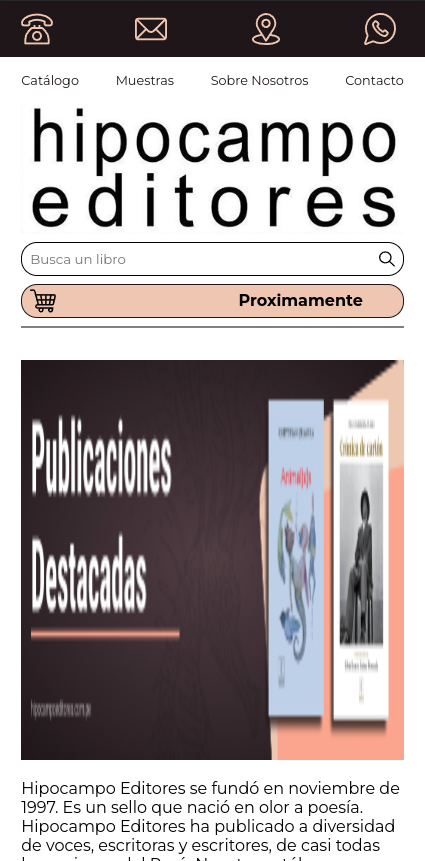 Catálogo Muestras Sobre Nosotros Contacto
hipocampo
editores
Busca un libro
Proximamente
Publicaciones
Destacadas
Animal(a)s
Crónica de cartón
hipocampoeditores.com.pe
Hipocampo Editores se fundó en noviembre de
1997. Es un sello que nació en olor a poesía.
Hipocampo Editores ha publicado a diversidad
de voces, escritoras y escritores, de casi todas